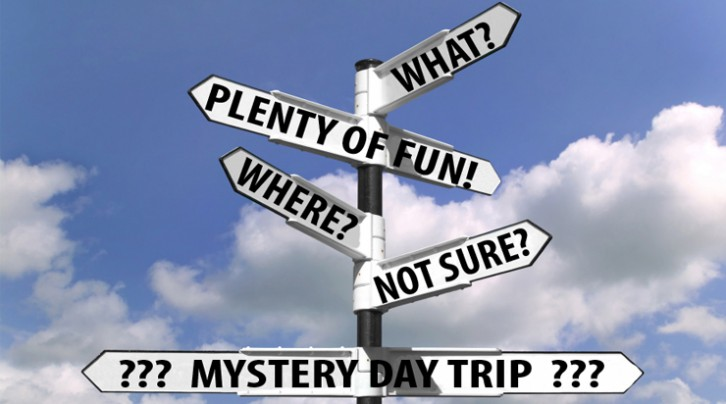 WHAT?
PLENTY OF FUN!
WHERE?
NOT SURE?
??? MYSTERY DAY TRIP ???